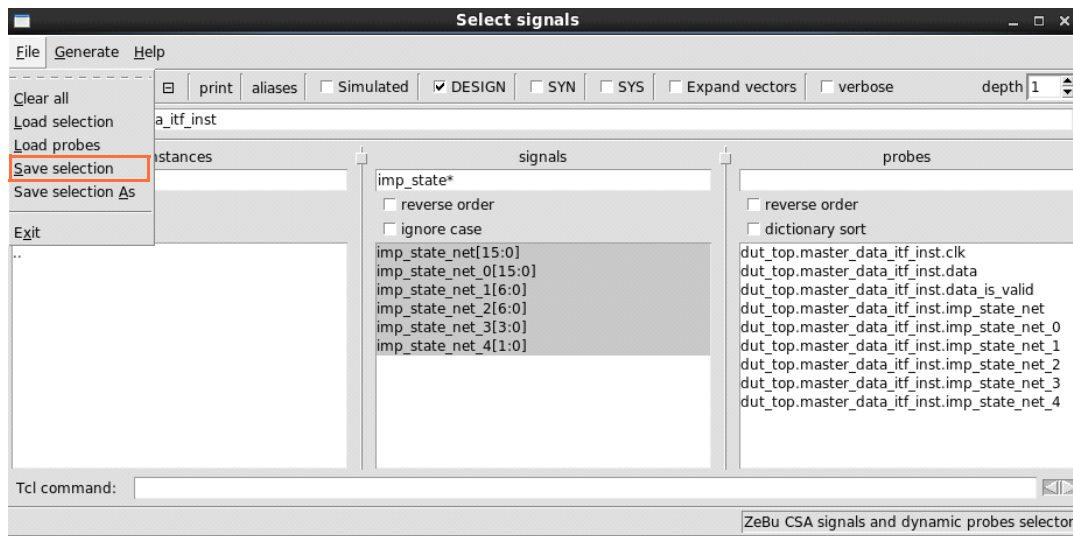 Select signals
File Generate Help
print aliases Simulated DESIGN SYN SYS Expand vectors verbose depth 1
Clear all
Load selection
Load probes
Save selection
Save selection As
Exit
a_itf_inst
nstances
signals
probes
imp_state*
reverse order
ignore case
reverse order
dictionary sort
..
imp_state_net[15:0]
imp_state_net_0[15:0]
imp_state_net_1[6:0]
imp_state_net_2[6:0]
imp_state_net_3[3:0]
imp_state_net_4[1:0]
dut_top.master_data_itf_inst.clk
dut_top.master_data_itf_inst.data
dut_top.master_data_itf_inst.data_is_valid
dut_top.master_data_itf_inst.imp_state_net
dut_top.master_data_itf_inst.imp_state_net_0
dut_top.master_data_itf_inst.imp_state_net_1
dut_top.master_data_itf_inst.imp_state_net_2
dut_top.master_data_itf_inst.imp_state_net_3
dut_top.master_data_itf_inst.imp_state_net_4
Tcl command:
ZeBu CSA signals and dynamic probes selector